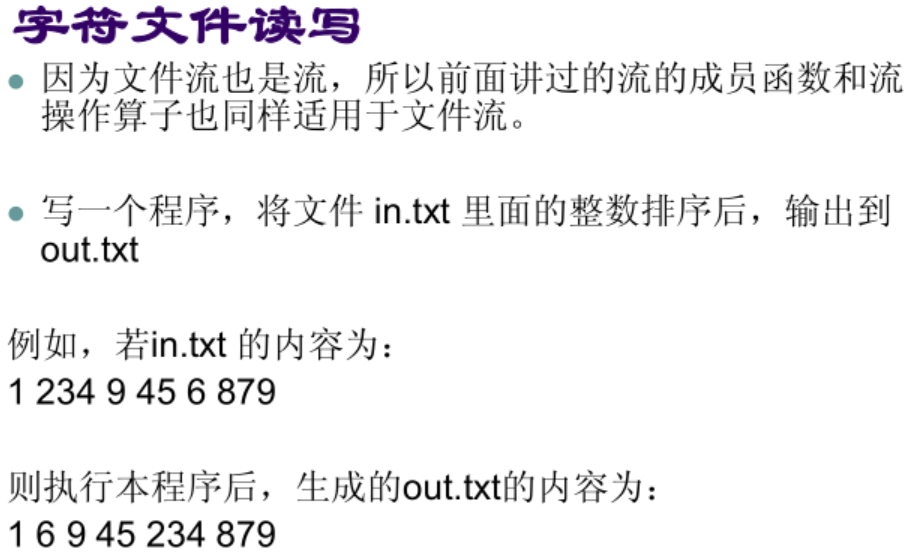 字符文件读写
因为文件流也是流，所以前面讲过的流的成员函数和流
操作算子也同样适用于文件流。
写一个程序，将文件 in.txt 里面的整数排序后，输出到
out.txt
例如，若in.txt 的内容为：
1 234 9 45 6 879
则执行本程序后，生成的out.txt的内容为：
1 6 9 45 234 879